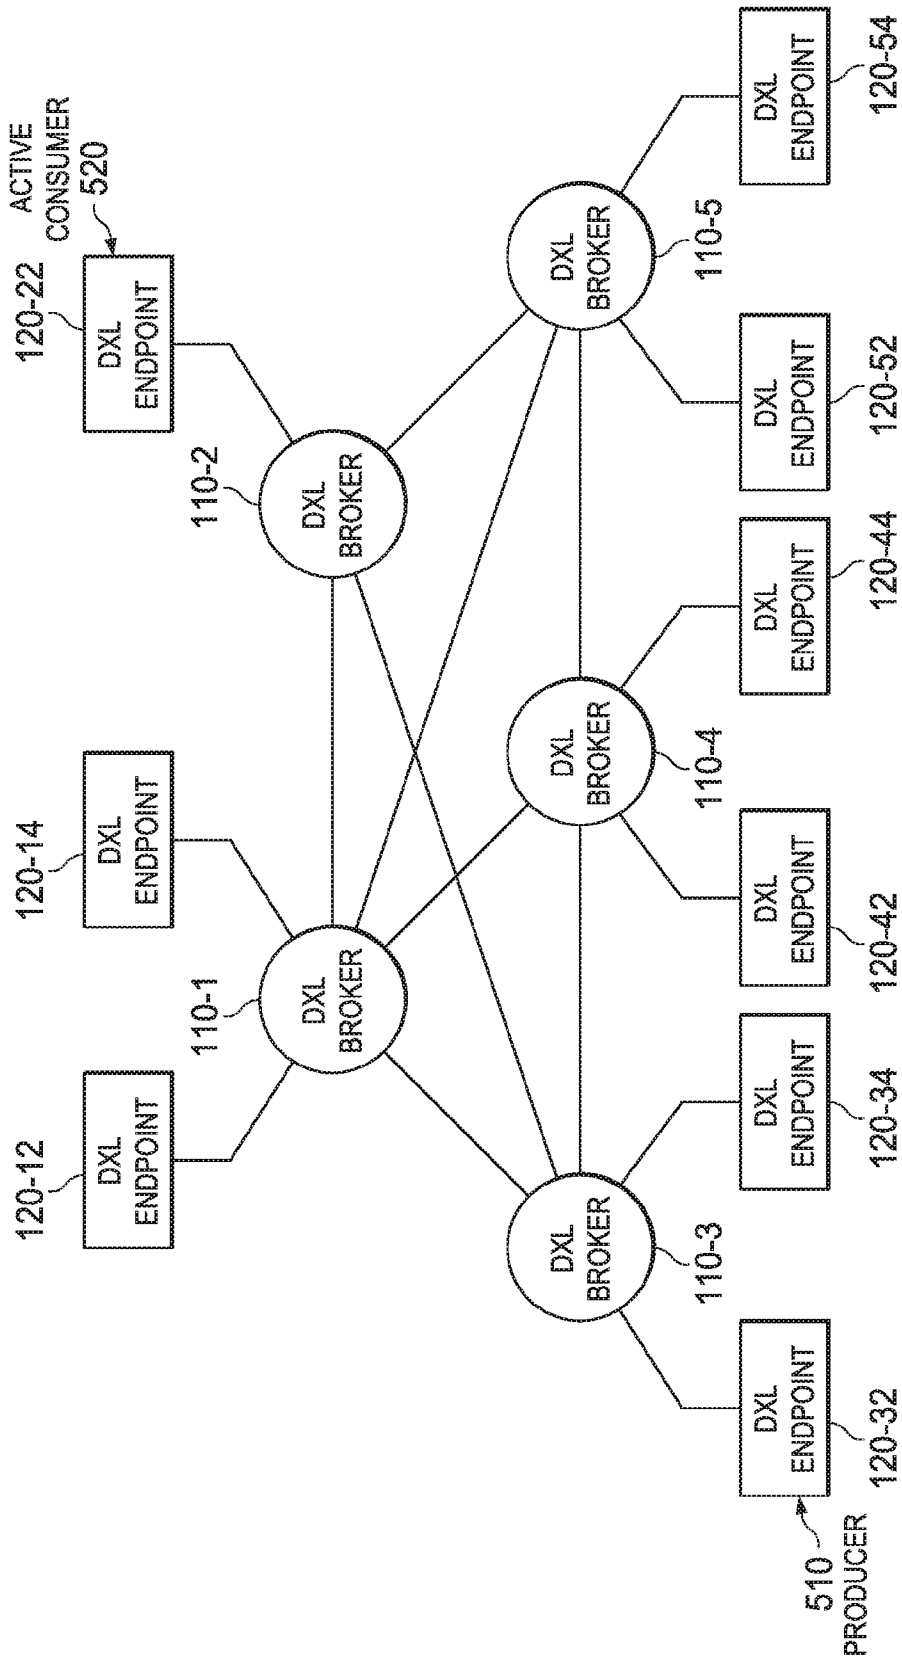 120-12
DXL
ENDPOINT
120-14
DXL
ENDPOINT
120-22
DXL
ENDPOINT
ACTIVE
CONSUMER
520
110-1
DXL
BROKER
110-2
DXL
BROKER
DXL
BROKER
110-3
DXL
BROKER
110-4
DXL
BROKER
110-5
510
PRODUCER
DXL
ENDPOINT
120-32
DXL
ENDPOINT
120-34
DXL
ENDPOINT
120-42
DXL
ENDPOINT
120-44
DXL
ENDPOINT
120-52
DXL
ENDPOINT
120-54